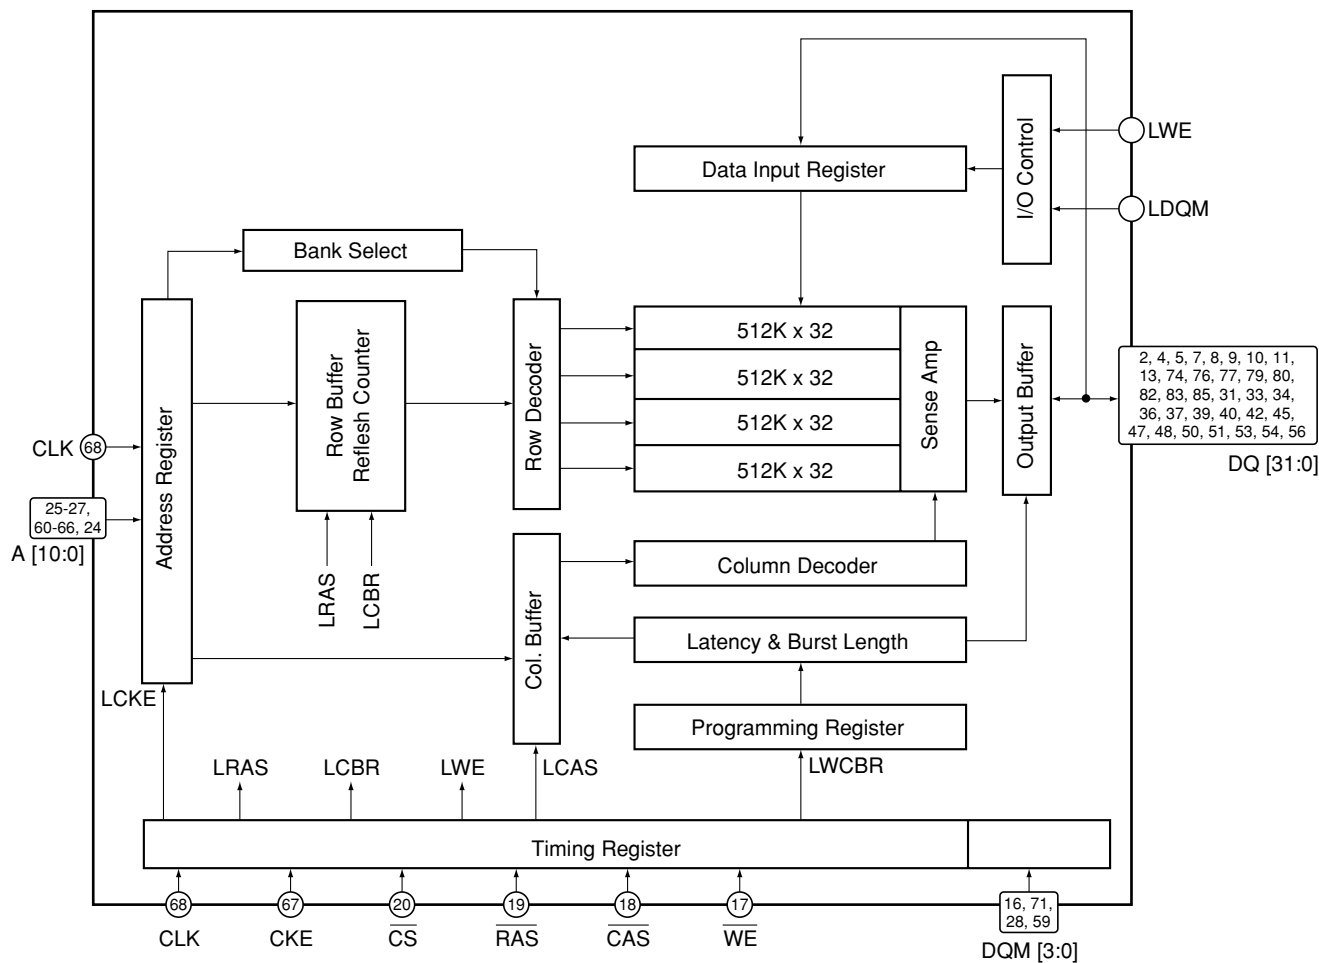 LWE
Data Input Register
I/O Control
LDQM
Bank Select
Address Register
Row Buffer
Reflesh Counter
Row Decoder
512K x 32
512K x 32
512K x 32
512K x 32
Sense Amp
Output Buffer
2, 4, 5, 7, 8, 9, 10, 11,
13, 74, 76, 77, 79, 80,
82, 83, 85, 31, 33, 34,
36, 37, 39, 40, 42, 45,
47, 48, 50, 51, 53, 54, 56
DQ [31:0]
CLK 68
25-27,
60-66, 24
A [10:0]
LRAS
LCBR
Col. Buffer
Column Decoder
Latency & Burst Length
Programming Register
LCKE
LRAS
LCBR
LWE
LCAS
LWCBR
Timing Register
68
67
20
19
18
17
16, 71,
28, 59
CLK
CKE
CS
RAS
CAS
WE
DQM [3:0]